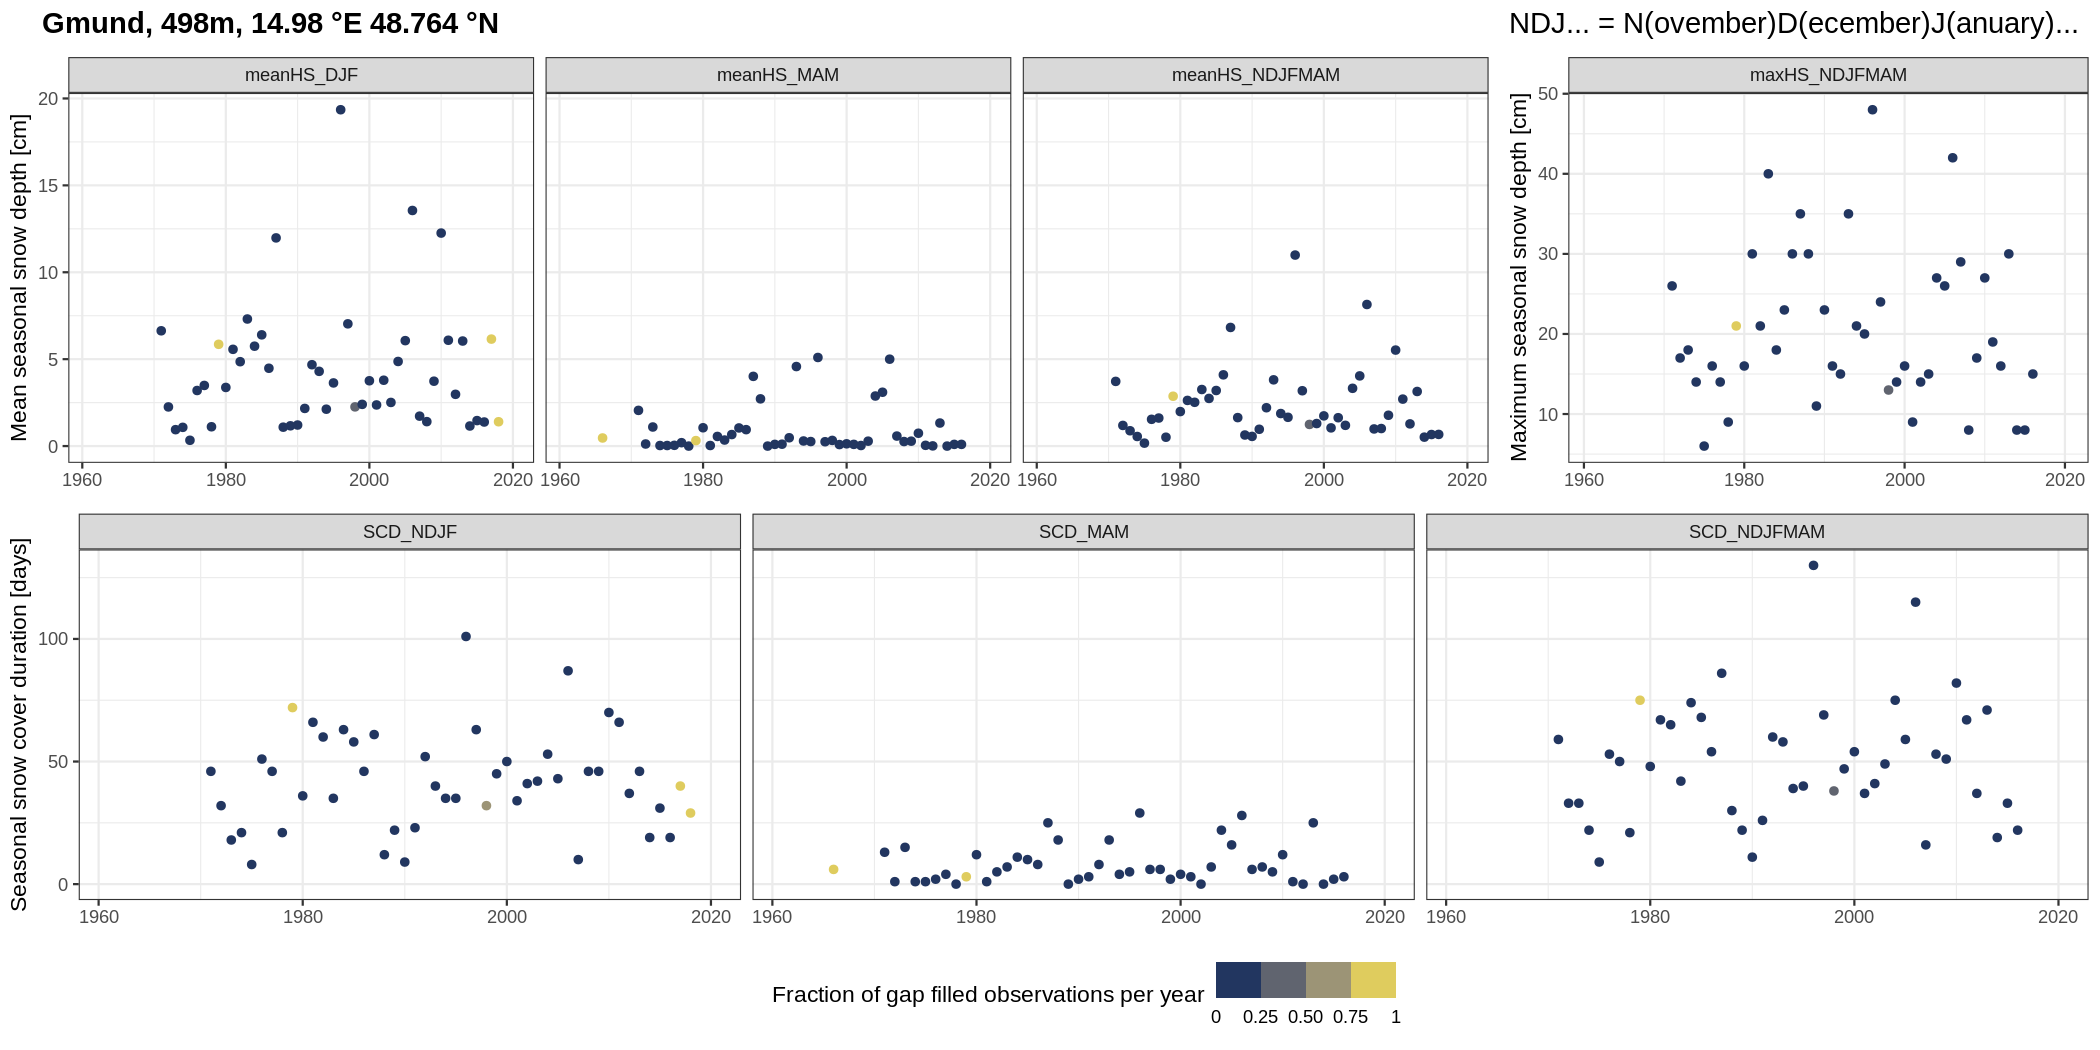 Gmund, 498m, 14.98 °E 48.764 °N
NDJ... = N(ovember)D(ecember)J(anuary)...
meanHS_DJF
meanHS_MAM
meanHS_NDJFMAM
maxHS_NDJFMAM
Mean seasonal snow depth [cm]
20
15
10
5
0
1960 1980 2000 2020
1960 1980 2000 2020
1960 1980 2000 2020
Maximum seasonal snow depth [cm]
50
40
30
20
10
1960 1980 2000 2020
SCD_NDJF
SCD_MAM
SCD_NDJFMAM
Seasonal snow cover duration [days]
100
50
0
1960 1980 2000 2020
1960 1980 2000 2020
1960 1980 2000 2020
Fraction of gap filled observations per year
0 0.25 0.50 0.75 1